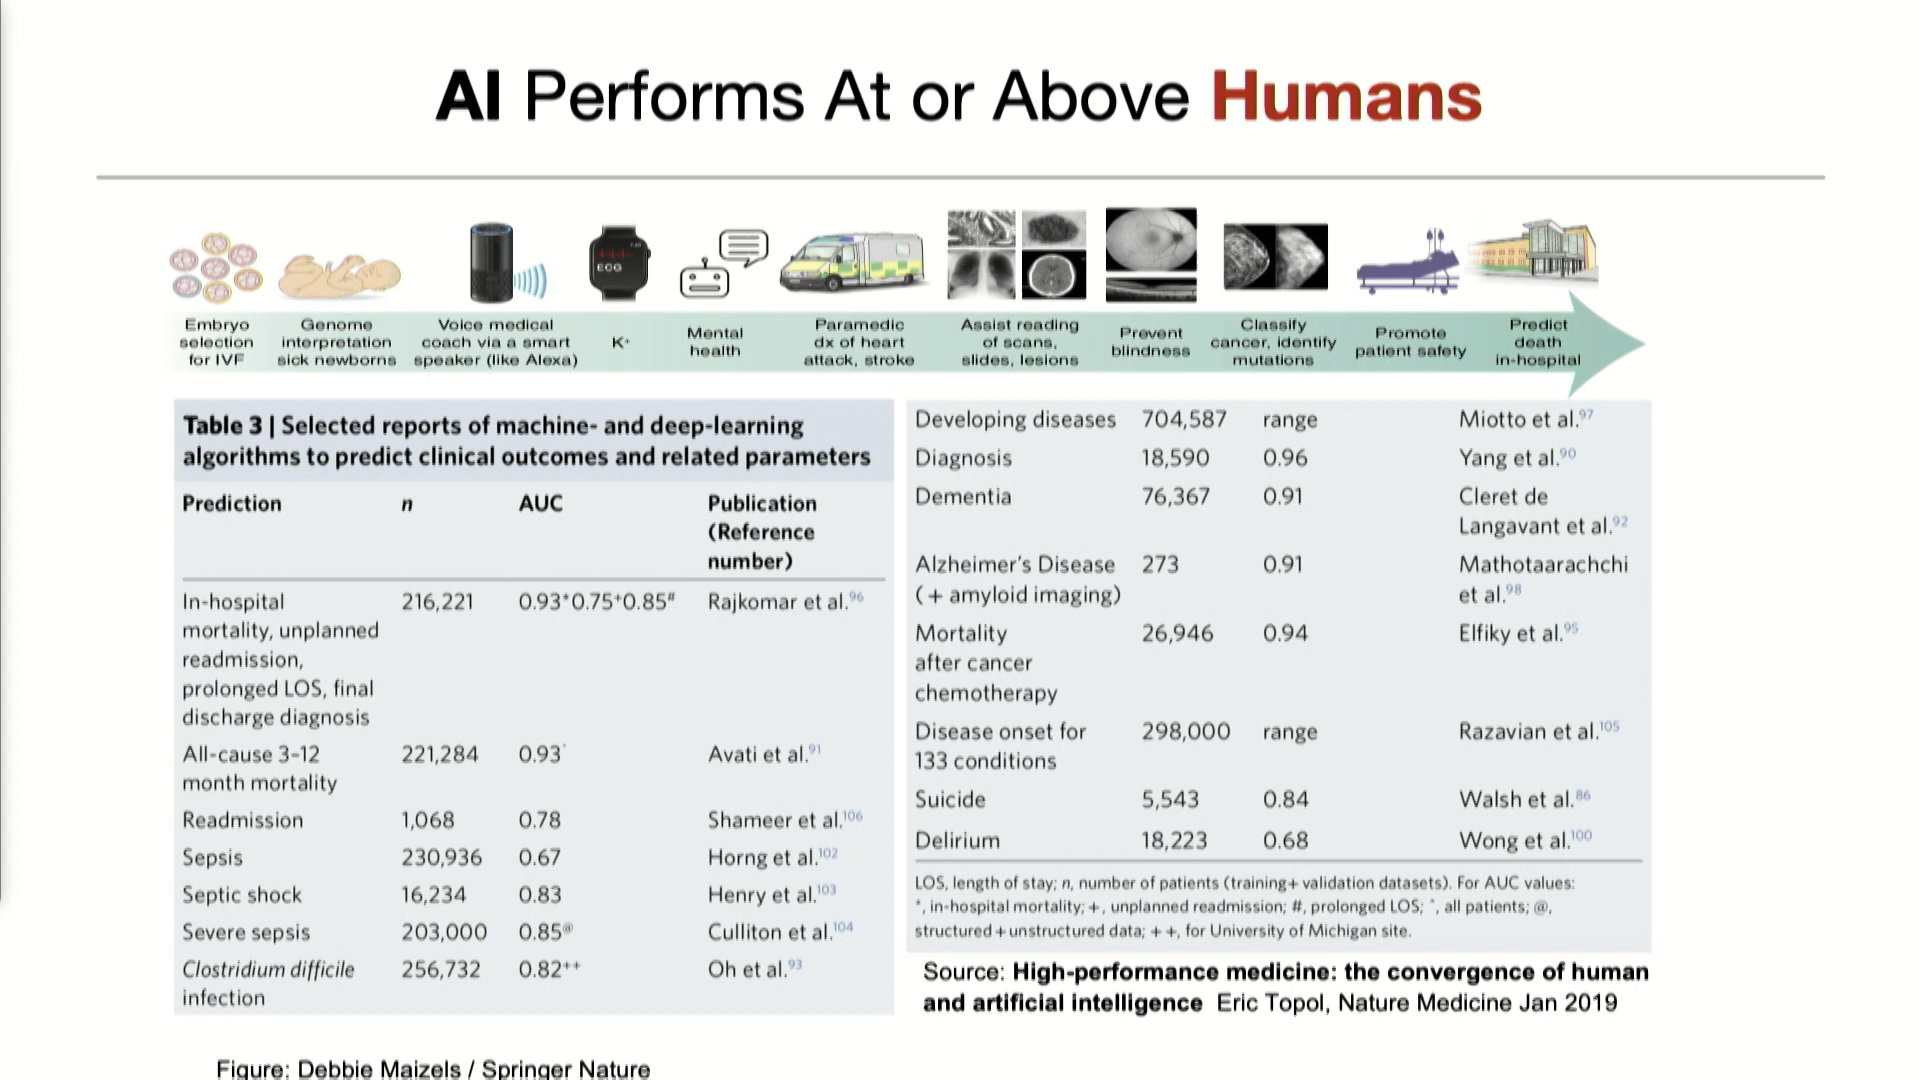 AI Performs At or Above Humans
ECG
Embryo
selection
for IVF
Genome
interpretation
sick newborns
Voice medical
coach via a smart
speaker (like Alexa)
K+
Mental
health
Paramedic
dx of heart
attack, stroke
Assist reading
of scans,
slides, lesions
Prevent
blindness
Classify
cancer, identify
mutations
Promote
patient safety
Predict
death
in-hospital
Table 3 | Selected reports of machine- and deep-learning
algorithms to predict clinical outcomes and related parameters
Prediction n AUC Publication
(Reference
number)
In-hospital 216,221 0.93*0.75+0.85# Rajkomar et al.96
mortality, unplanned
readmission,
prolonged LOS, final
discharge diagnosis
All-cause 3–12 221,284 0.93^ Avati et al.91
month mortality
Readmission 1,068 0.78 Shameer et al.106
Sepsis 230,936 0.67 Horng et al.102
Septic shock 16,234 0.83 Henry et al.103
Severe sepsis 203,000 0.85@ Culliton et al.104
Clostridium difficile 256,732 0.82++ Oh et al.93
infection
Developing diseases 704,587 range Miotto et al.97
Diagnosis 18,590 0.96 Yang et al.90
Dementia 76,367 0.91 Cleret de
Langavant et al.92
Alzheimer's Disease 273 0.91 Mathotaarachchi
(+ amyloid imaging) et al.98
Mortality 26,946 0.94 Elfiky et al.95
after cancer
chemotherapy
Disease onset for 298,000 range Razavian et al.105
133 conditions
Suicide 5,543 0.84 Walsh et al.86
Delirium 18,223 0.68 Wong et al.100
LOS, length of stay; n, number of patients (training+ validation datasets). For AUC values:
*, in-hospital mortality; +, unplanned readmission; #, prolonged LOS; ^, all patients; @,
structured+unstructured data; ++, for University of Michigan site.
Source: High-performance medicine: the convergence of human
and artificial intelligence Eric Topol, Nature Medicine Jan 2019
Figure: Debbie Maizels / Springer Nature